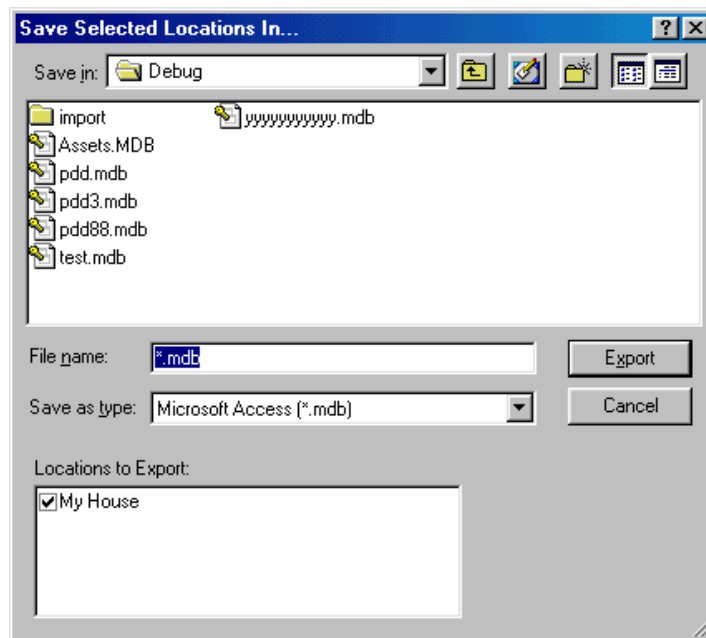 Save Selected Locations In...
Save in: Debug
import yyyyyyyyyyy.mdb
Assets.MDB
pdd.mdb
pdd3.mdb
pdd88.mdb
test.mdb
File name: *.mdb Export
Save as type: Microsoft Access (*.mdb) Cancel
Locations to Export:
My House